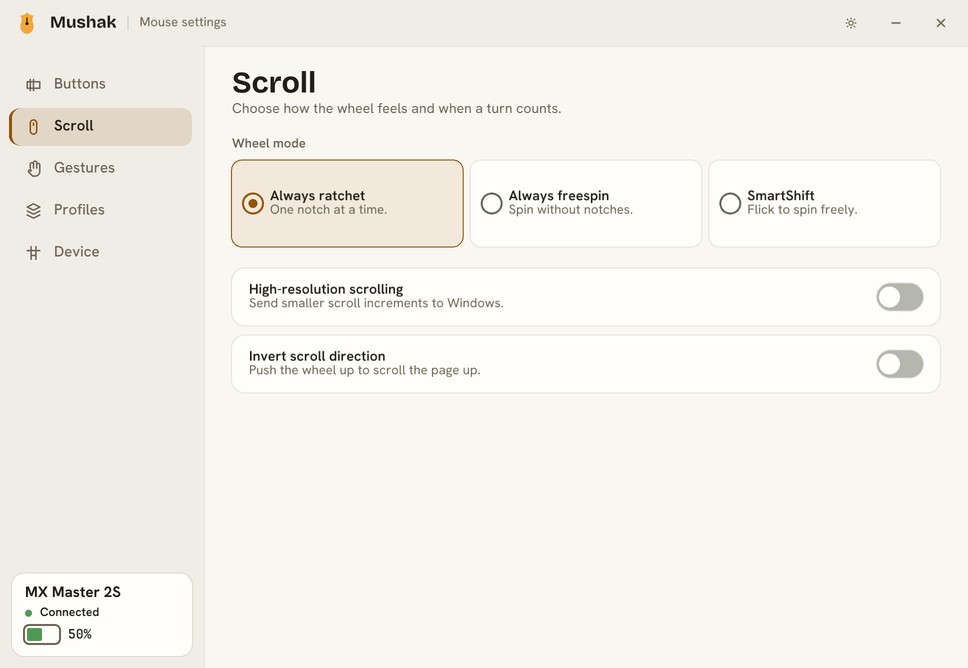 Mushak
Mouse settings
Buttons
Scroll
Gestures
Profiles
Device
MX Master 2S
Connected
50%
Scroll
Choose how the wheel feels and when a turn counts.
Wheel mode
Always ratchet
One notch at a time.
Always freespin
Spin without notches.
SmartShift
Flick to spin freely.
High-resolution scrolling
Send smaller scroll increments to Windows.
Invert scroll direction
Push the wheel up to scroll the page up.